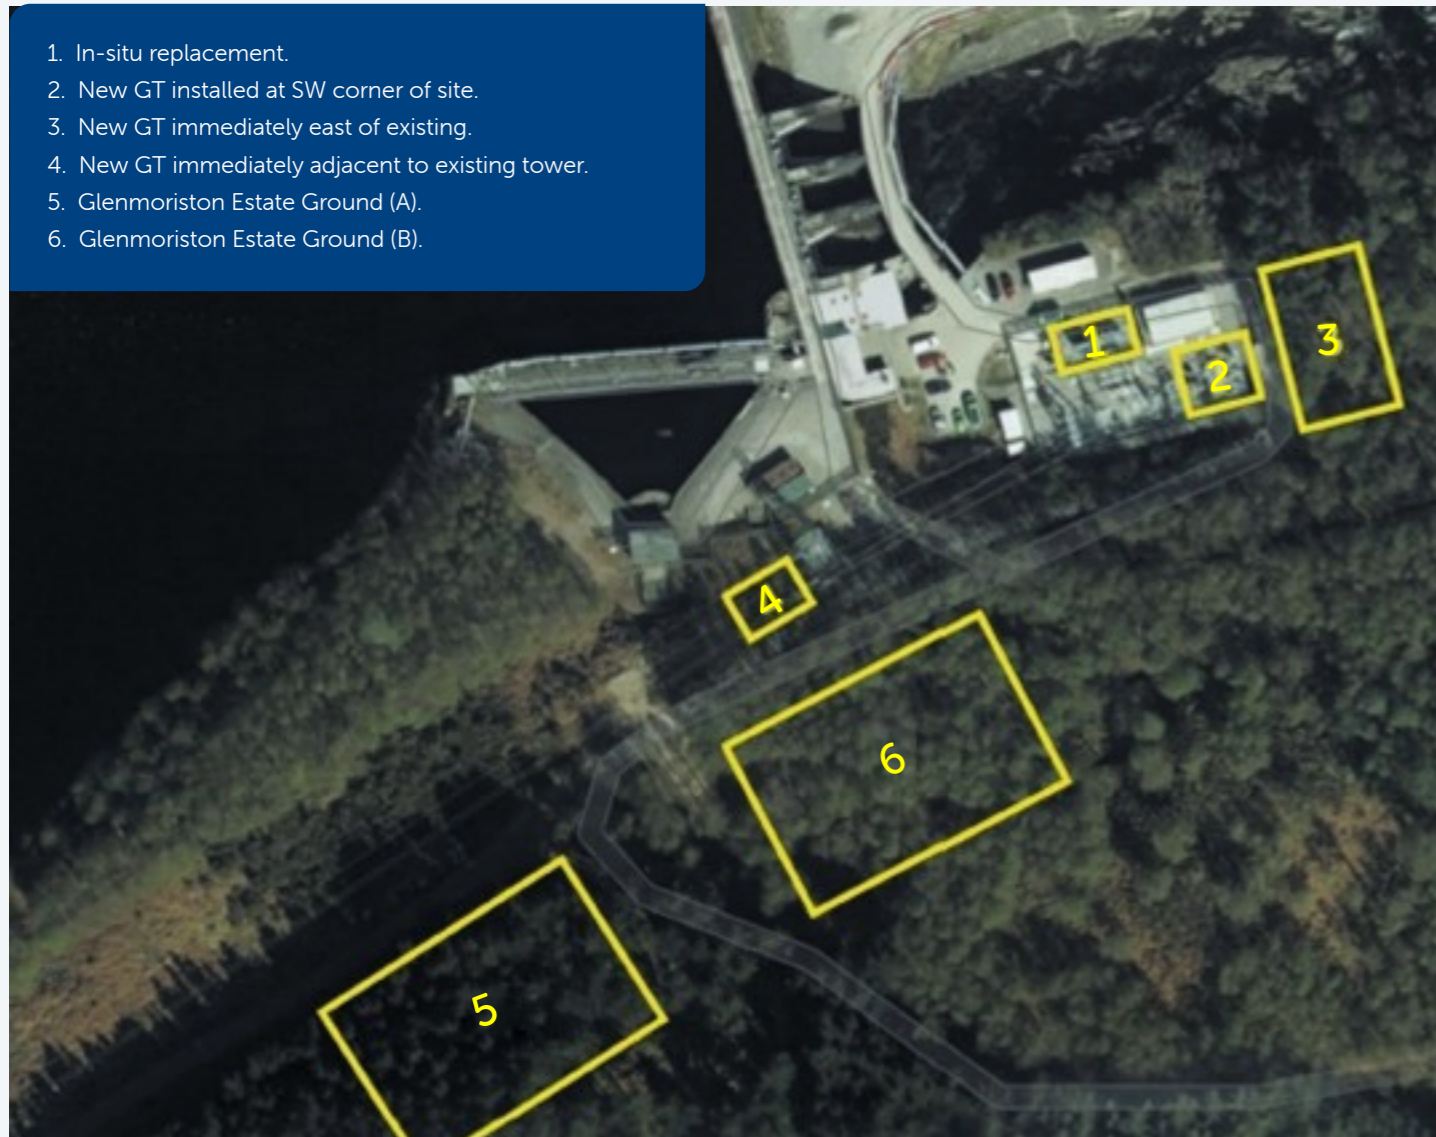 1. In-situ replacement.
2. New GT installed at SW corner of site.
3. New GT immediately east of existing.
4. New GT immediately adjacent to existing tower.
5. Glenmoriston Estate Ground (A).
6. Glenmoriston Estate Ground (B).
1
2
3
4
6
5